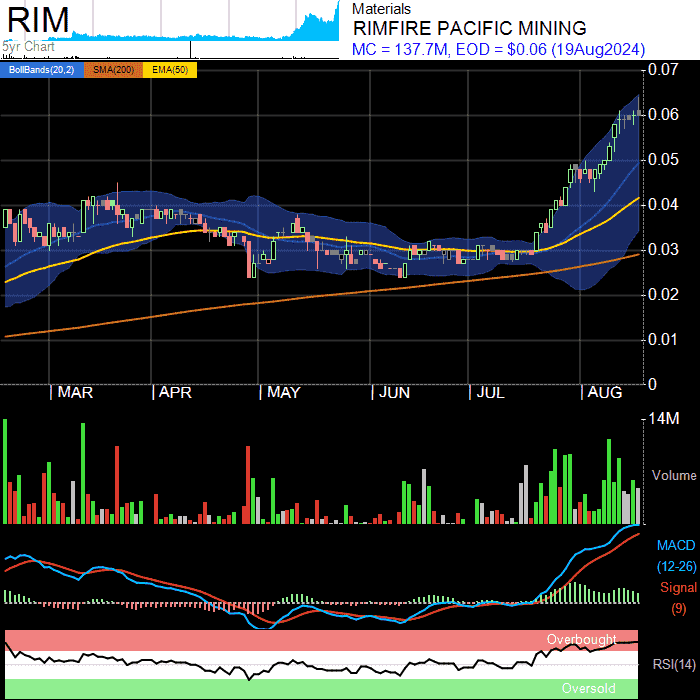 RIM
5yr Chart
Materials
RIMFIRE PACIFIC MINING
MC = 137.7M, EOD = $0.06 (19Aug2024)
BollBands(20,2) SMA(200) EMA(50)
0.07
0.06
0.05
0.04
0.03
0.02
0.01
0
MAR APR MAY JUN JUL AUG
14M
Volume
MACD
(12-26)
Signal
(9)
Overbought
RSI(14)
Oversold